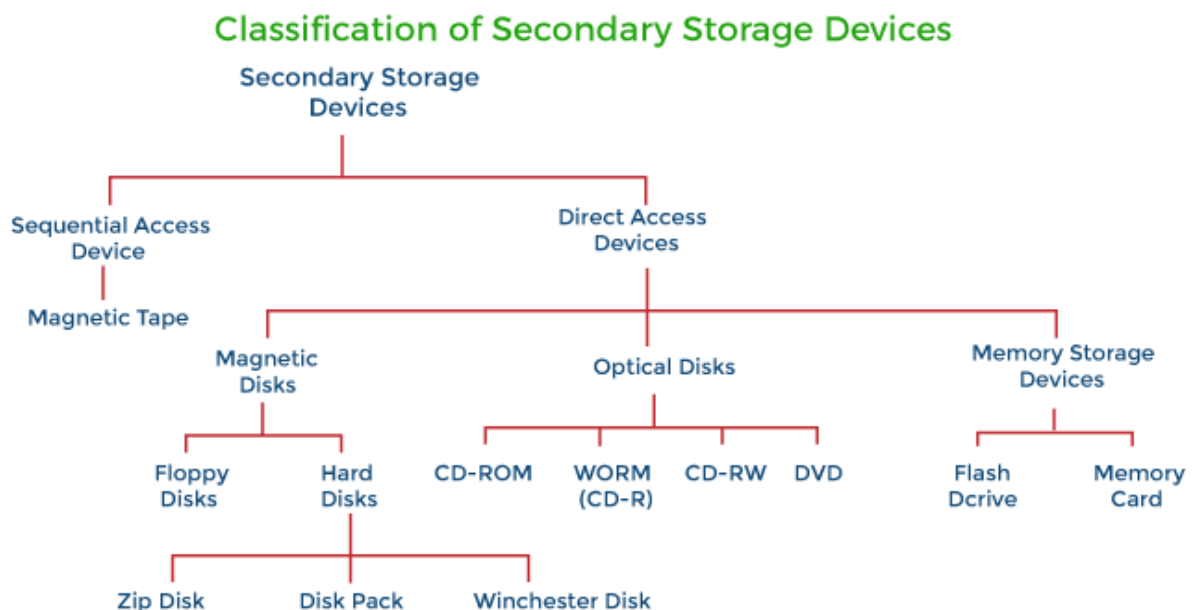 Classification of Secondary Storage Devices
Secondary Storage
Devices
Sequential Access
Device
Direct Access
Devices
Magnetic Tape
Magnetic
Disks
Optical Disks
Memory Storage
Devices
Floppy
Disks
Hard
Disks
CD-ROM
WORM
(CD-R)
CD-RW
DVD
Flash
Dcrive
Memory
Card
Zip Disk
Disk Pack
Winchester Disk